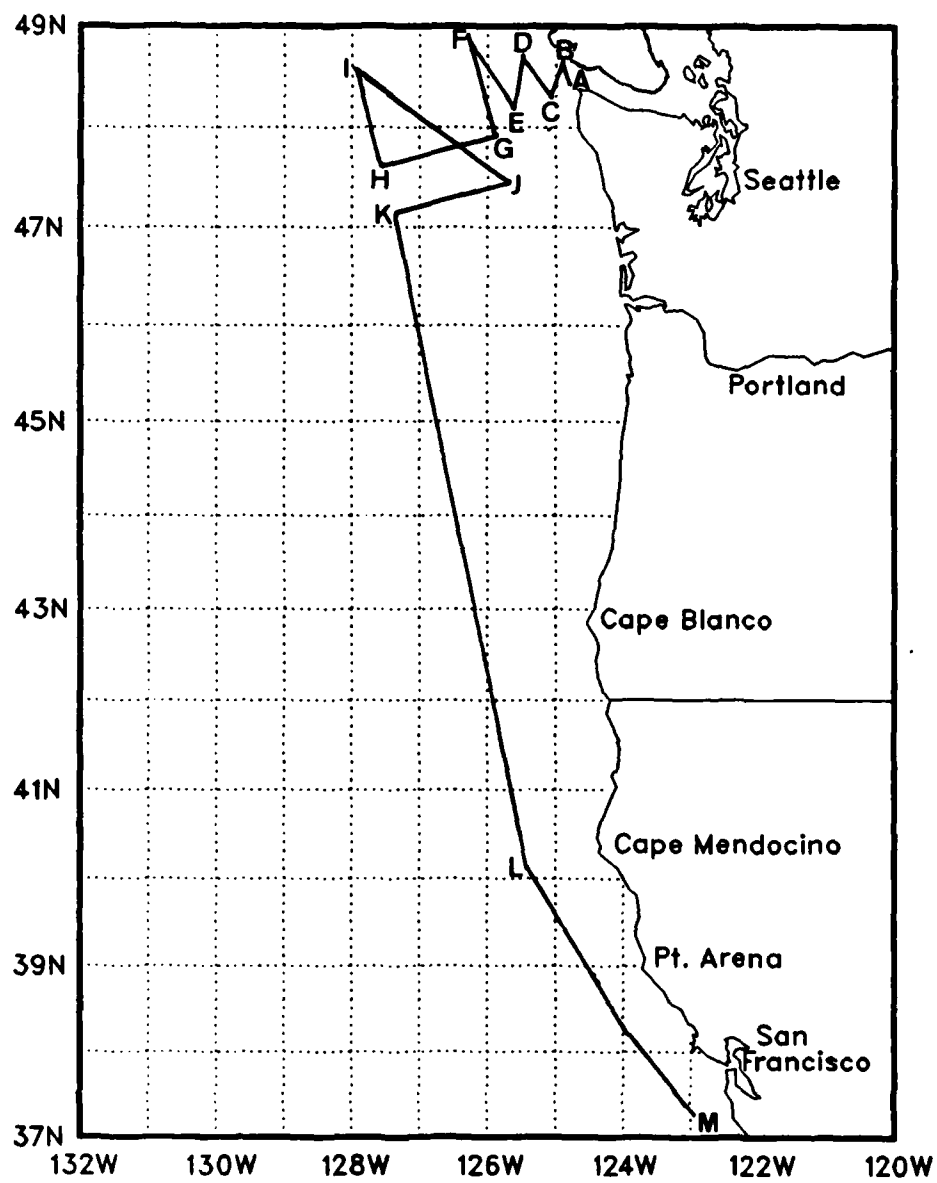 49N
F
D
B
I
A
C
E
G
H
J
Seattle
K
47N
Portland
45N
43N
Cape Blanco
41N
Cape Mendocino
L
39N
Pt. Arena
San
Francisco
M
37N
132W 130W 128W 126W 124W 122W 120W